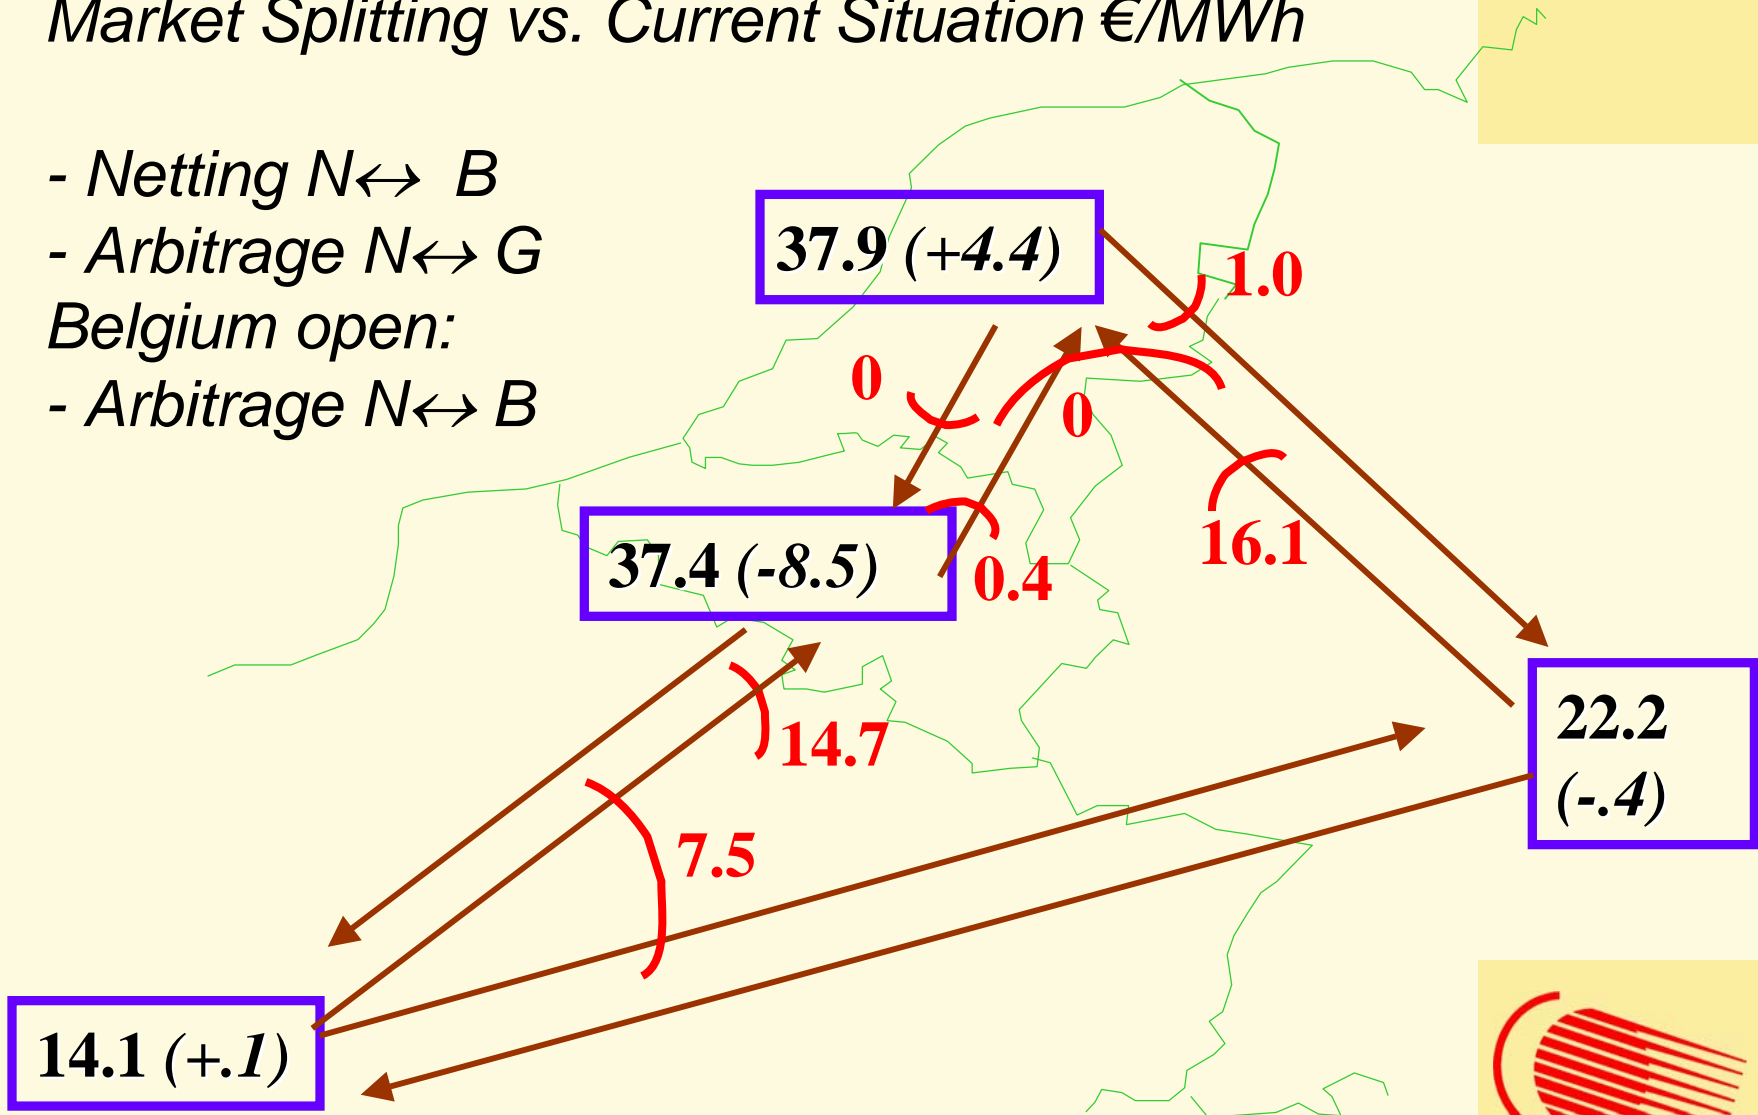 Market Splitting vs. Current Situation €/MWh
- Netting N↔ B
- Arbitrage N↔ G
Belgium open:
- Arbitrage N↔ B
37.9 (+4.4)
1.0
0
0
16.1
37.4 (-8.5)
0.4
22.2
(-.4)
14.7
7.5
14.1 (+.1)